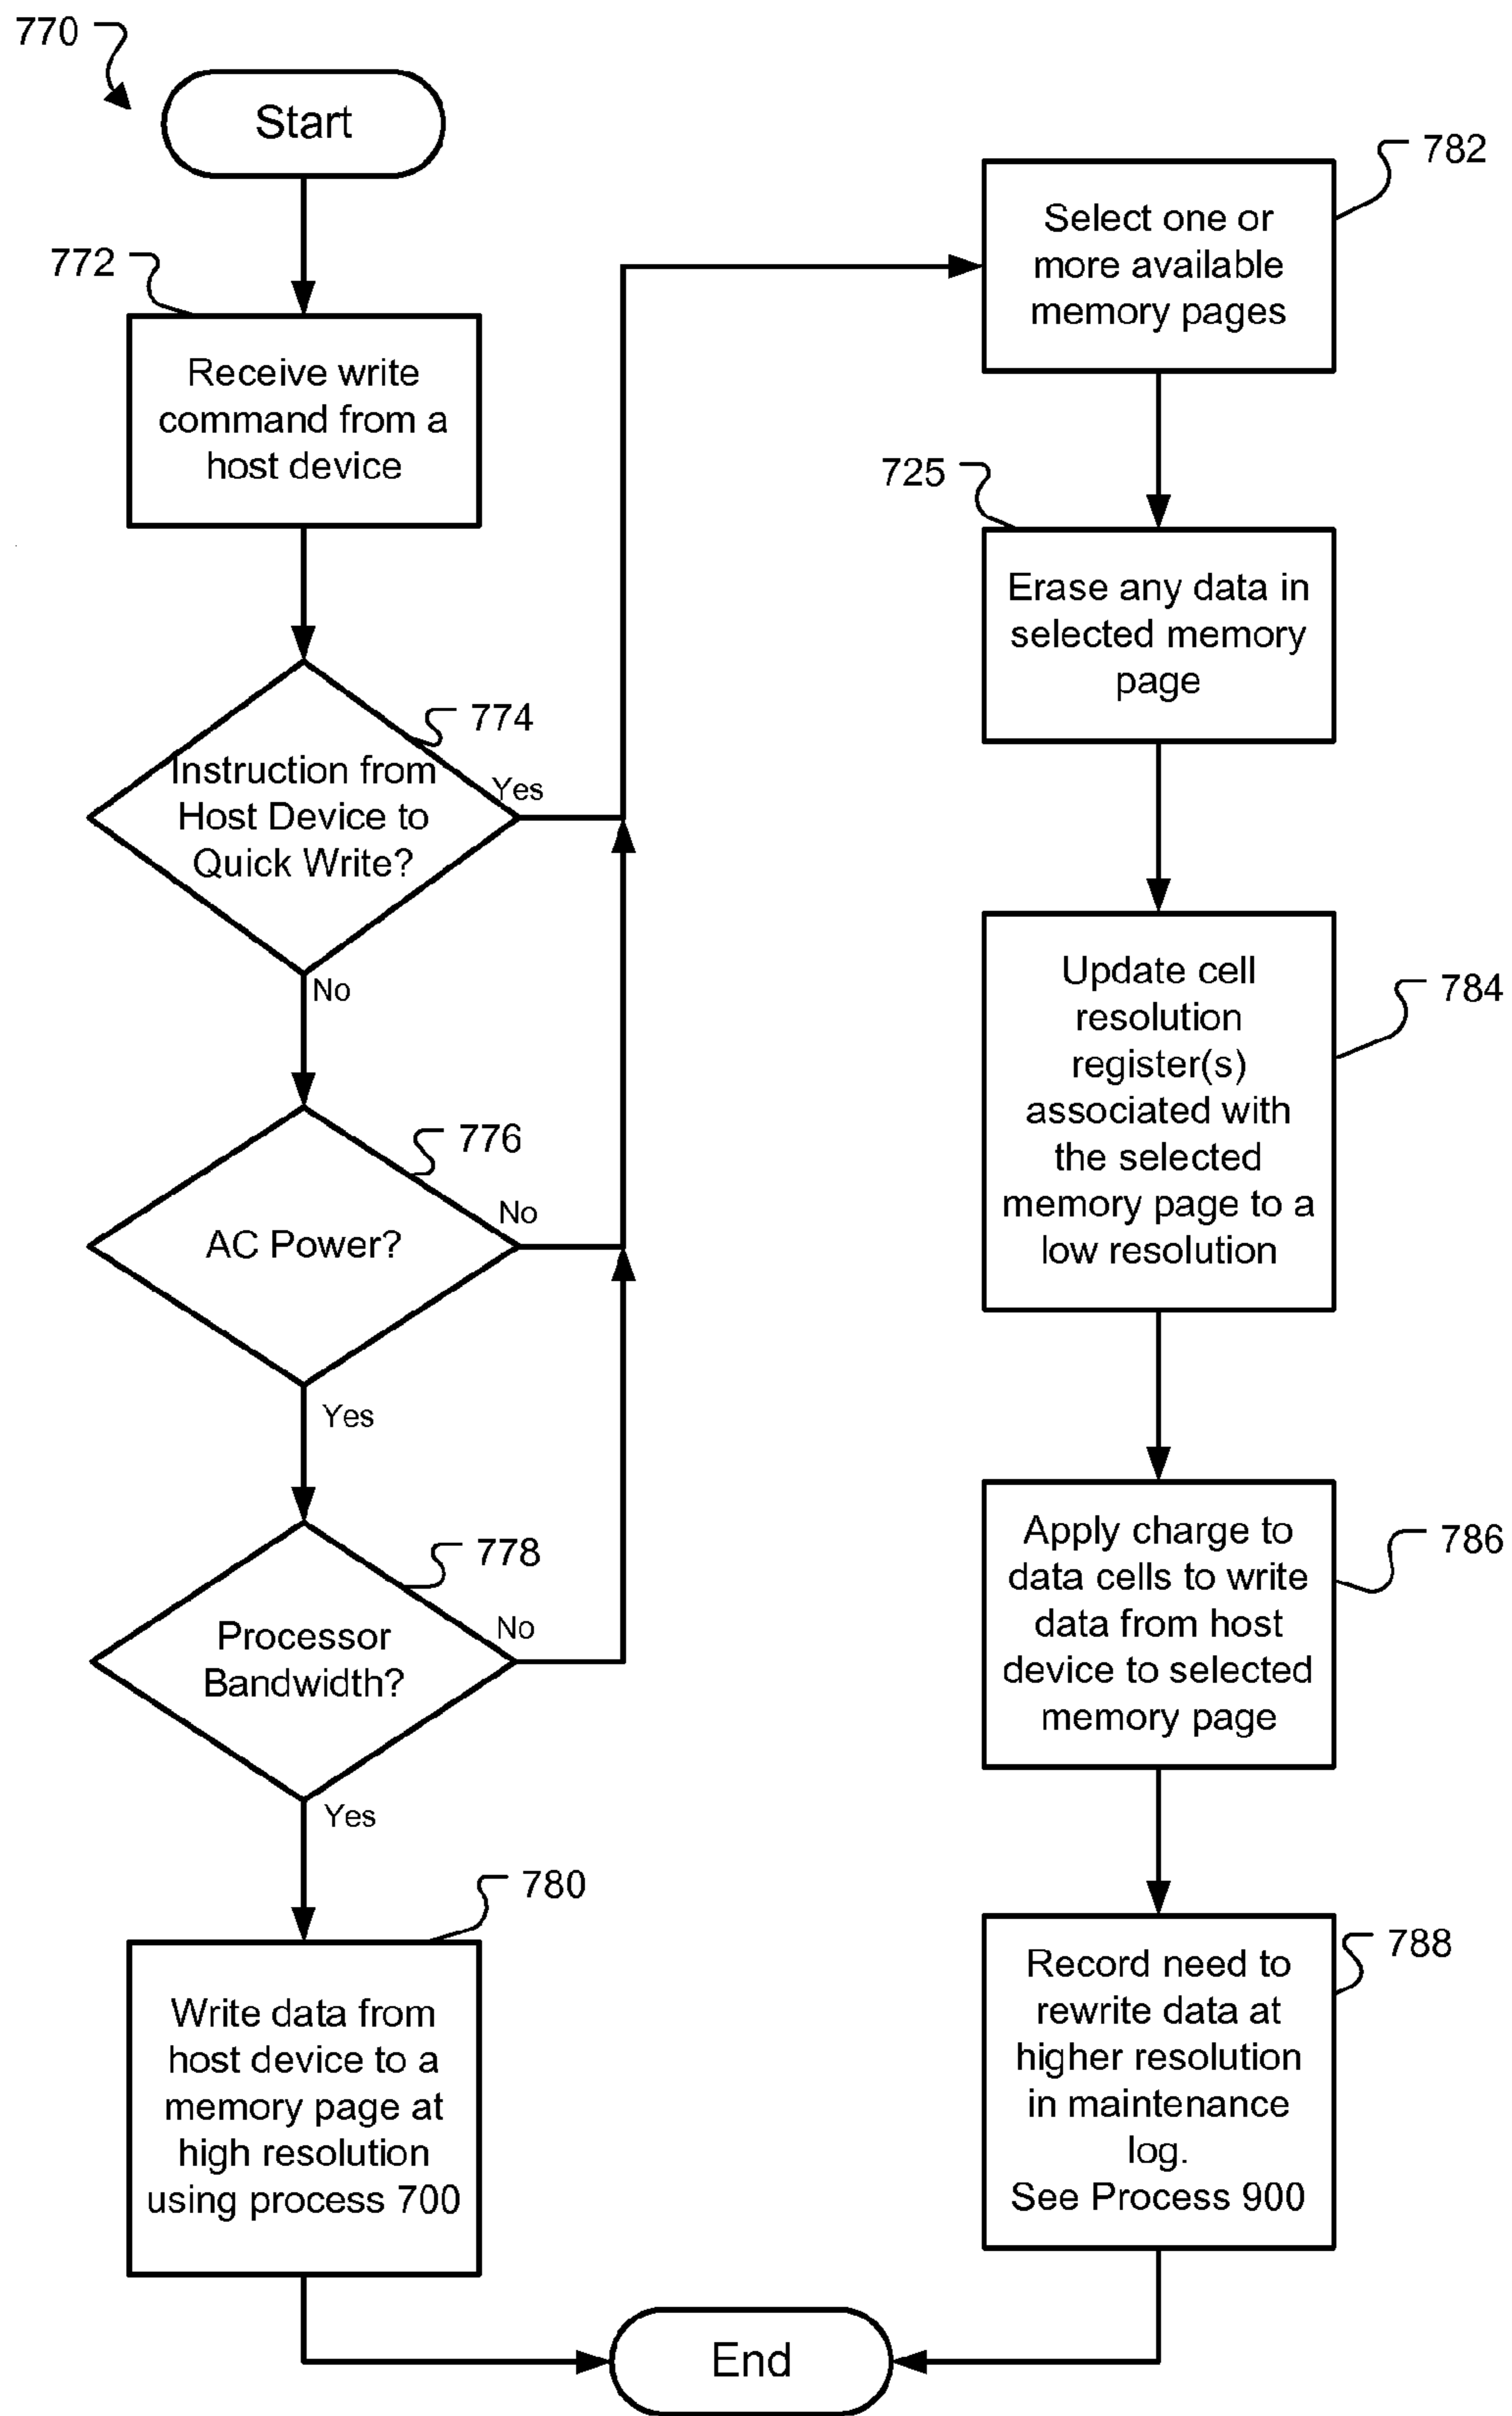 770
Start
772
Receive write
command from a
host device
774
Instruction from
Host Device to
Quick Write?
Yes
No
776
AC Power?
No
Yes
778
Processor
Bandwidth?
No
Yes
780
Write data from
host device to a
memory page at
high resolution
using process 700
782
Select one or
more available
memory pages
725
Erase any data in
selected memory
page
784
Update cell
resolution
register(s)
associated with
the selected
memory page to a
low resolution
786
Apply charge to
data cells to write
data from host
device to selected
memory page
788
Record need to
rewrite data at
higher resolution
in maintenance
log.
See Process 900
End